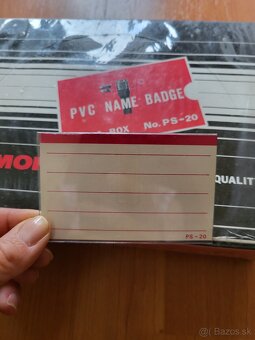 PVC NAME BADGE
BOX No. PS-20
MO
QUALIT
PS-20
© Bazos.sk